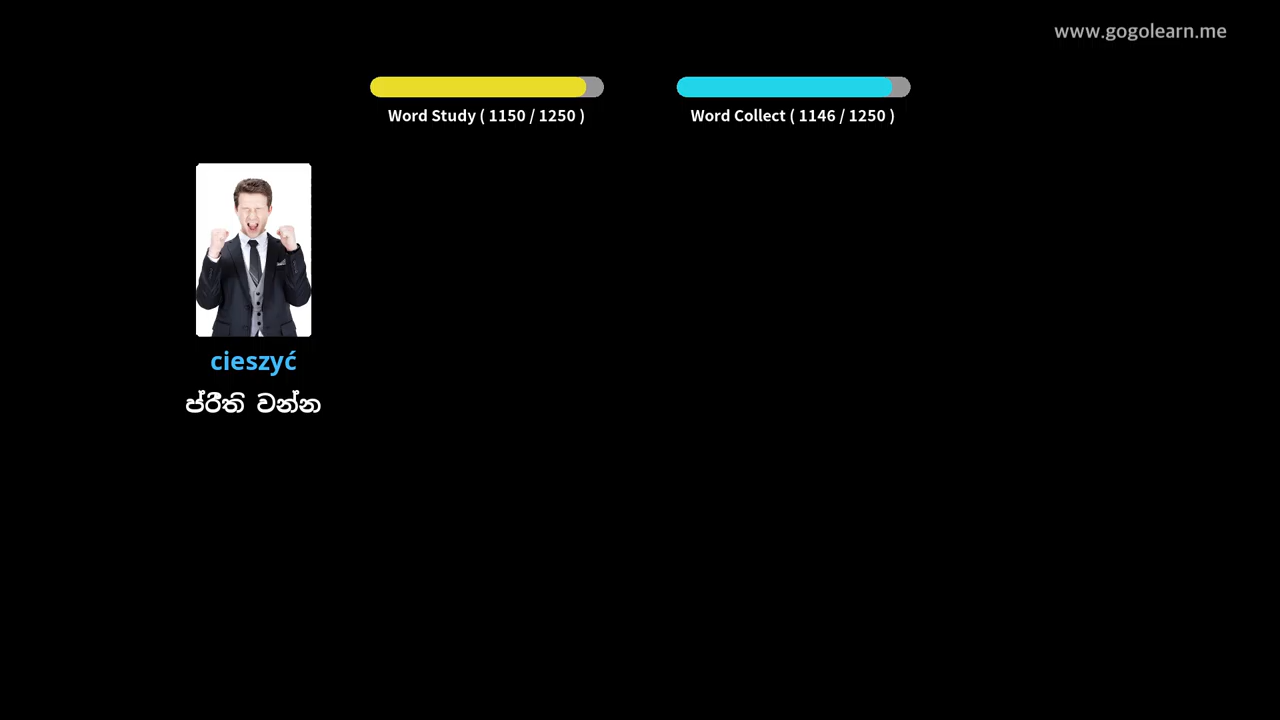 www.gogolearn.me
Word Study ( 1150 / 1250 )
Word Collect ( 1146 / 1250 )
cieszyć
ප්රීති වන්න